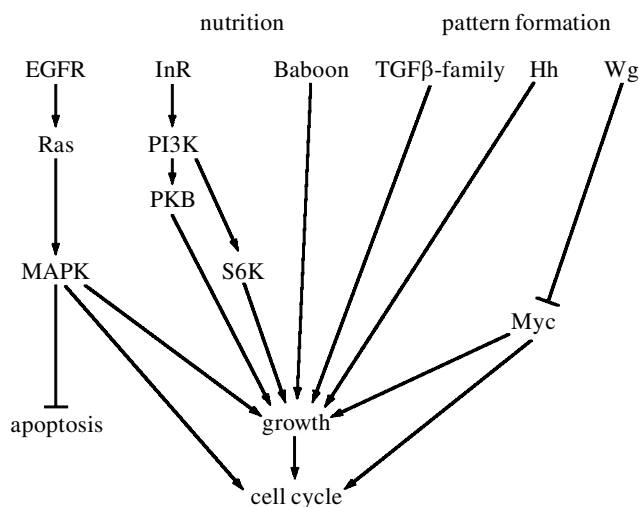 nutrition pattern formation
EGFR InR Baboon TGFβ-family Hh Wg
Ras PI3K
PKB
MAPK S6K
Myc
apoptosis growth
cell cycle